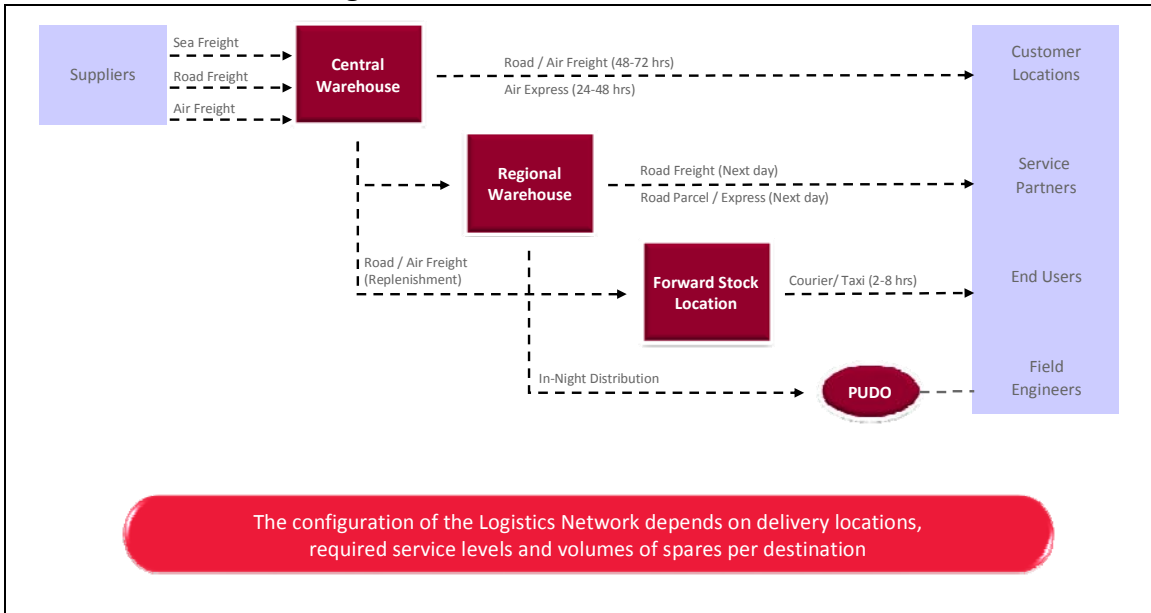 Suppliers
Sea Freight
Road Freight
Air Freight
Central
Warehouse
Road / Air Freight (48-72 hrs)
Air Express (24-48 hrs)
Customer
Locations
Regional
Warehouse
Road Freight (Next day)
Road Parcel / Express (Next day)
Service
Partners
Road / Air Freight
(Replenishment)
Forward Stock
Location
Courier/ Taxi (2-8 hrs)
End Users
In-Night Distribution
PUDO
Field
Engineers
The configuration of the Logistics Network depends on delivery locations,
required service levels and volumes of spares per destination